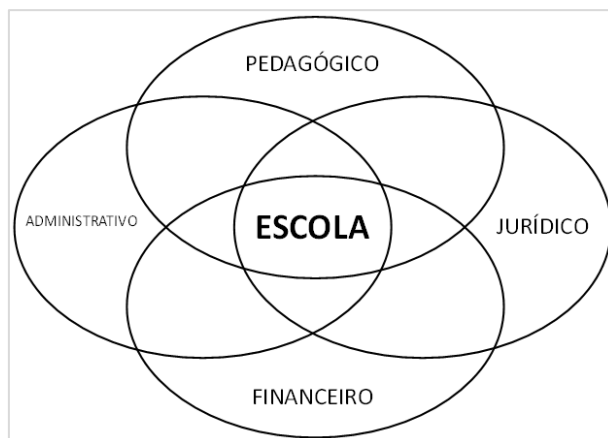 PEDAGÓGICO
ADMINISTRATIVO
ESCOLA
JURÍDICO
FINANCEIRO